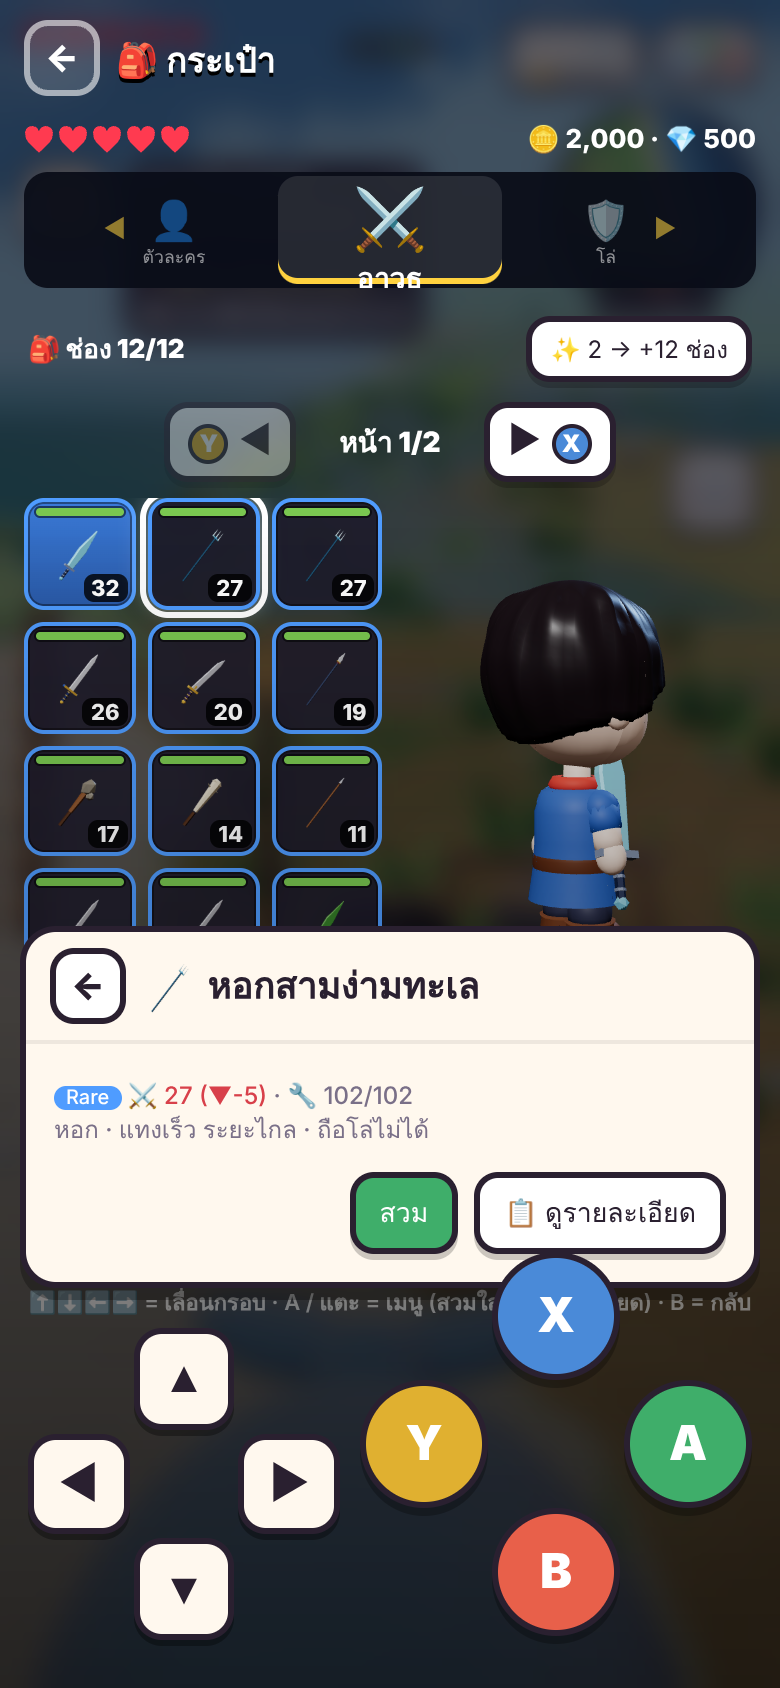 กระเป๋า
2,000 · 500
ตัวละคร
อาวุธ
โล่
ช่อง 12/12
2 → +12 ช่อง
Y ◀ หน้า 1/2 ▶ X
32 27 27
26 20 19
17 14 11
หอกสามง่ามทะเล
Rare 27 (▼-5) · 102/102
หอก · แทงเร็ว ระยะไกล · ถือโล่ไม่ได้
สวม
ดูรายละเอียด
= เลื่อนกรอบ · A / แตะ = เมนู (สวมใส ยด) · B = กลับ
X
Y
A
B